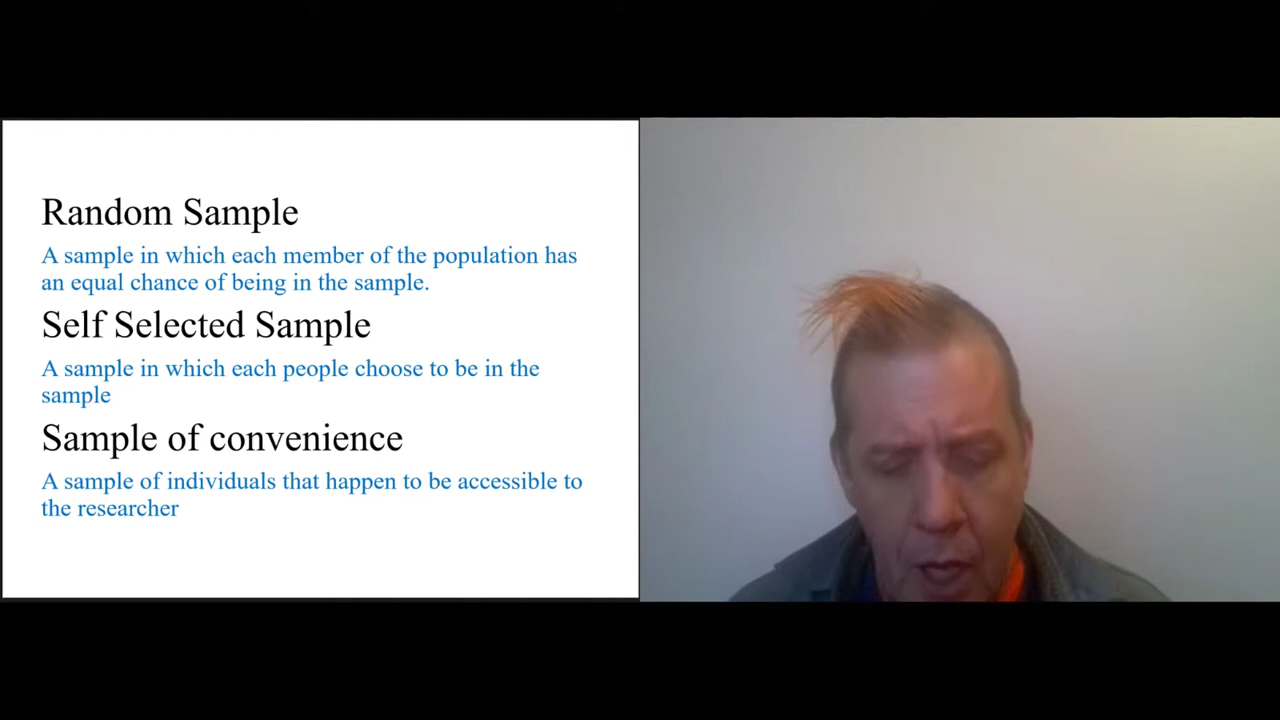 Random Sample
A sample in which each member of the population has
an equal chance of being in the sample.
Self Selected Sample
A sample in which each people choose to be in the
sample
Sample of convenience
A sample of individuals that happen to be accessible to
the researcher